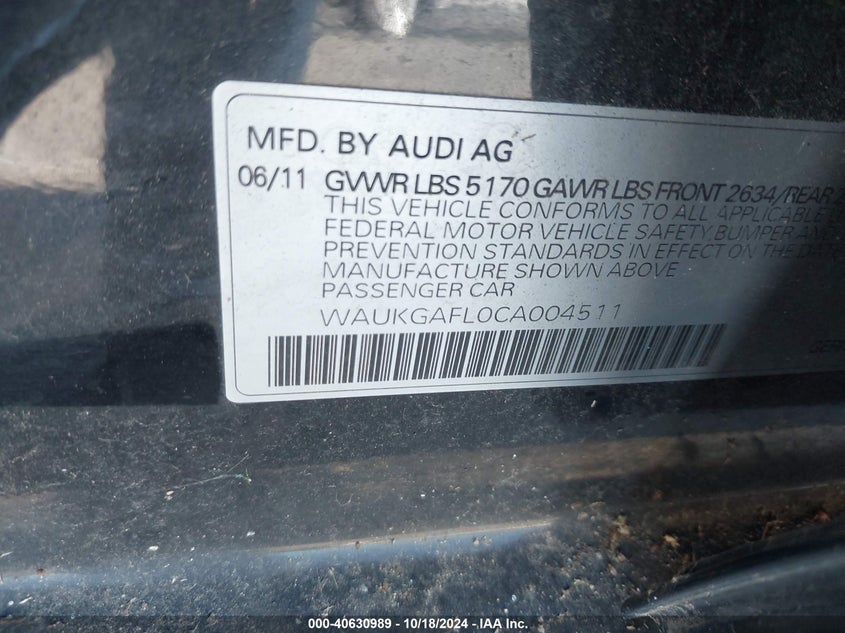 MFD. BY AUDI AG
06/11 GVWR LBS 5170 GAWR LBS FRONT 2634/REAR
THIS VEHICLE CONFORMS TO ALL APPLICABLE
FEDERAL MOTOR VEHICLE SAFETY, BUMPER AND
PREVENTION STANDARDS IN EFFECT ON THE DATE
MANUFACTURE SHOWN ABOVE
PASSENGER CAR
WAUKGAFL0CA004511
000-40630989 - 10/18/2024 - IAA Inc.